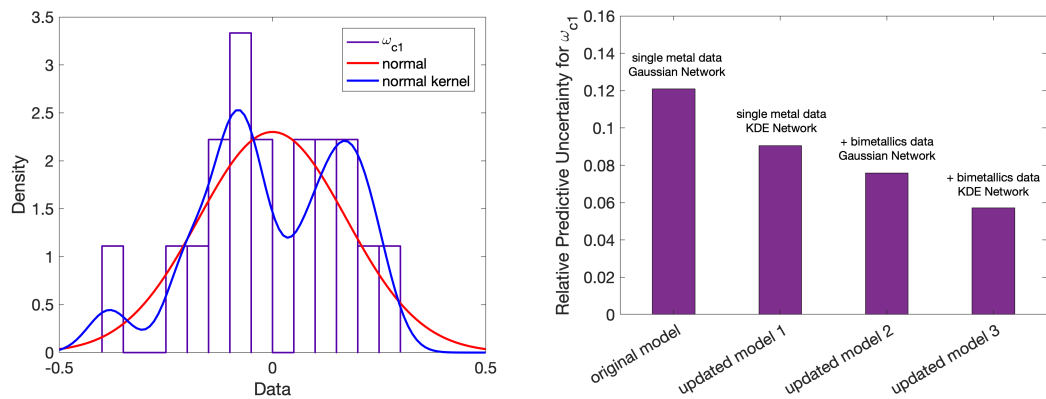 3.5
3
2.5
2
1.5
1
0.5
0
-0.5
0
0.5
Density
Data
ω_c1
normal
normal kernel
0.16
0.14
0.12
0.1
0.08
0.06
0.04
0.02
0
Relative Predictive Uncertainty for ω_c1
single metal data
Gaussian Network
single metal data
KDE Network
+ bimetallics data
Gaussian Network
+ bimetallics data
KDE Network
original model
updated model 1
updated model 2
updated model 3